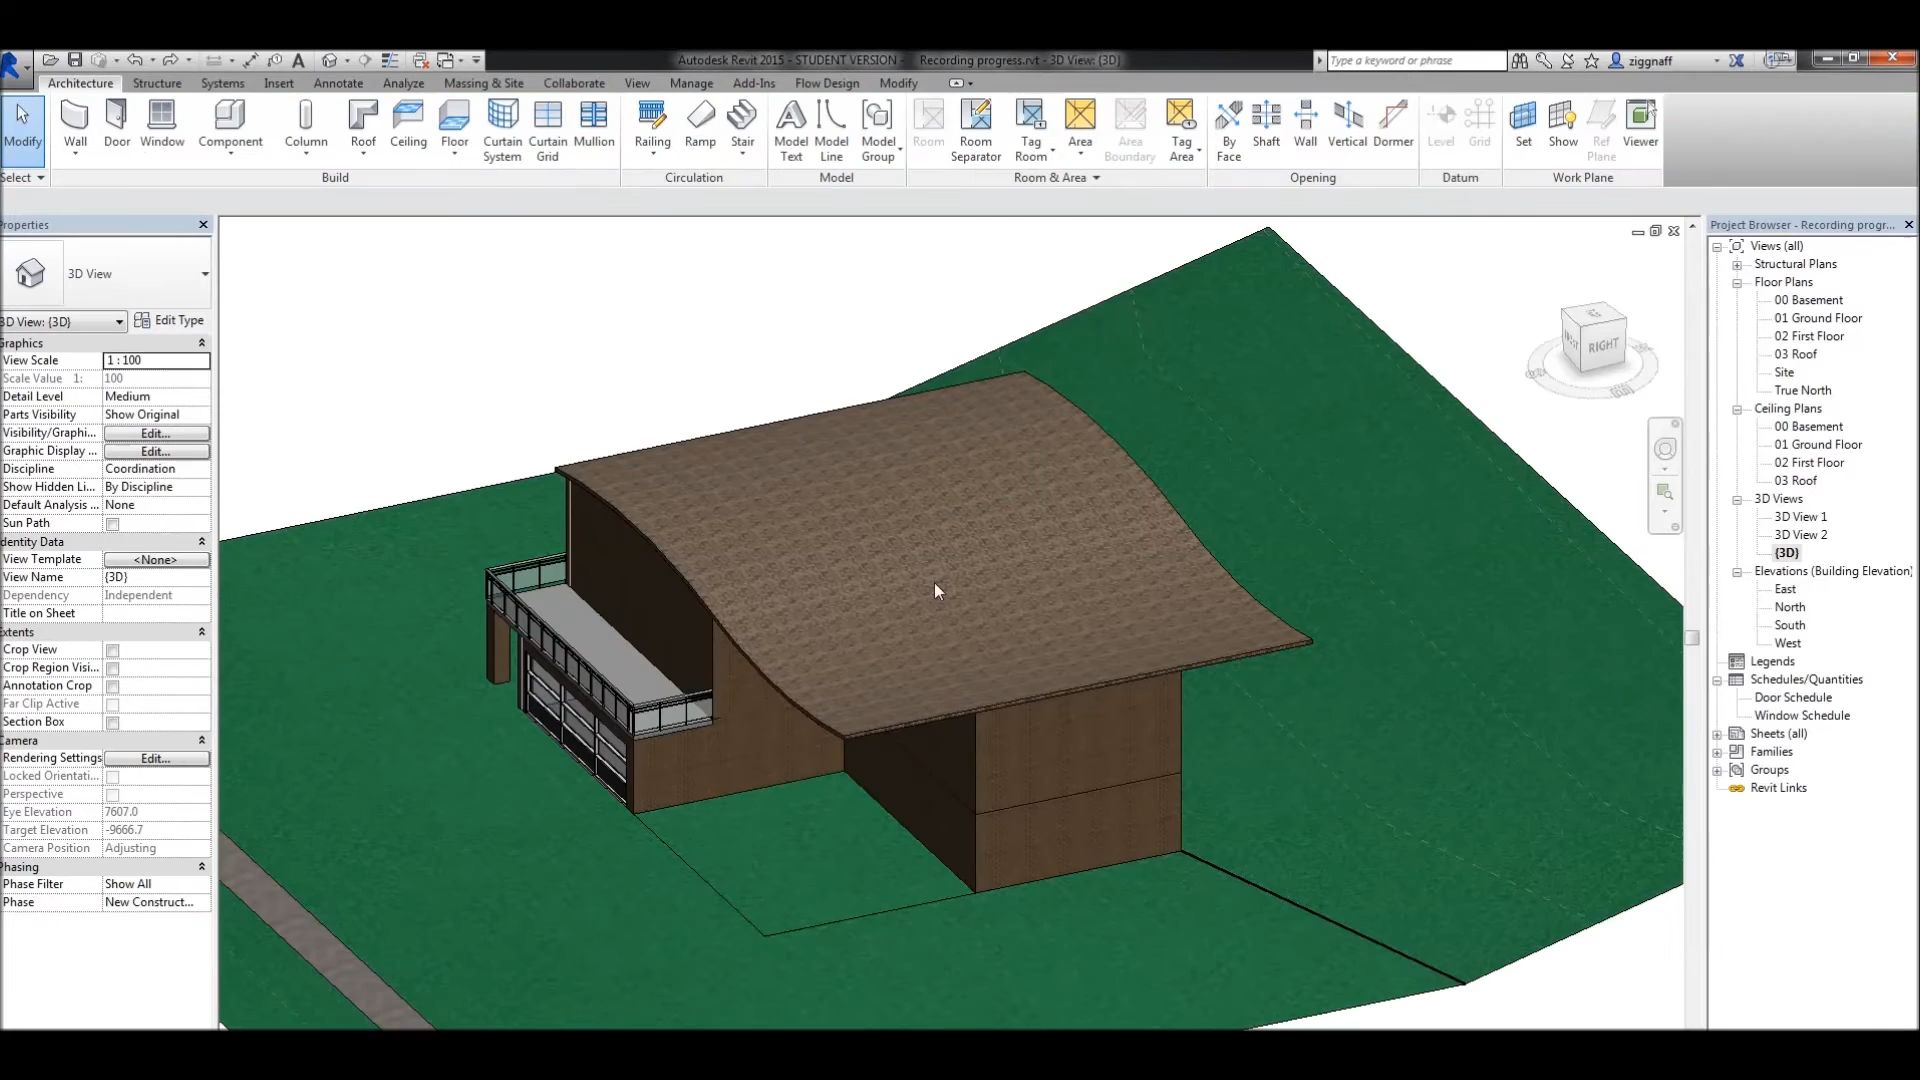 Autodesk Revit 2015 - STUDENT VERSION - Recording progress.rvt - 3D View: {3D}
Type a keyword or phrase
ziggnaff
Architecture Structure Systems Insert Annotate Analyze Massing & Site Collaborate View Manage Add-Ins Flow Design Modify
Modify Wall Door Window Component Column Roof Ceiling Floor Curtain System Curtain Grid Mullion Railing Ramp Stair Model Text Model Line Model Group Room Room Separator Tag Room Area Area Boundary Tag Area By Face Shaft Wall Vertical Dormer Level Grid Set Show Ref Plane Viewer
Select Build Circulation Model Room & Area Opening Datum Work Plane
Properties
3D View
3D View: {3D} Edit Type
Graphics
View Scale 1 : 100
Scale Value 1: 100
Detail Level Medium
Parts Visibility Show Original
Visibility/Graphi... Edit...
Graphic Display ... Edit...
Discipline Coordination
Show Hidden Li... By Discipline
Default Analysis ... None
Sun Path
Identity Data
View Template <None>
View Name {3D}
Dependency Independent
Title on Sheet
Extents
Crop View
Crop Region Visi...
Annotation Crop
Far Clip Active
Section Box
Camera
Rendering Settings Edit...
Locked Orientati...
Perspective
Eye Elevation 7607.0
Target Elevation -9666.7
Camera Position Adjusting
Phasing
Phase Filter Show All
Phase New Construct...
RIGHT
Project Browser - Recording progr...
Views (all)
Structural Plans
Floor Plans
00 Basement
01 Ground Floor
02 First Floor
03 Roof
Site
True North
Ceiling Plans
00 Basement
01 Ground Floor
02 First Floor
03 Roof
3D Views
3D View 1
3D View 2
{3D}
Elevations (Building Elevation)
East
North
South
West
Legends
Schedules/Quantities
Door Schedule
Window Schedule
Sheets (all)
Families
Groups
Revit Links